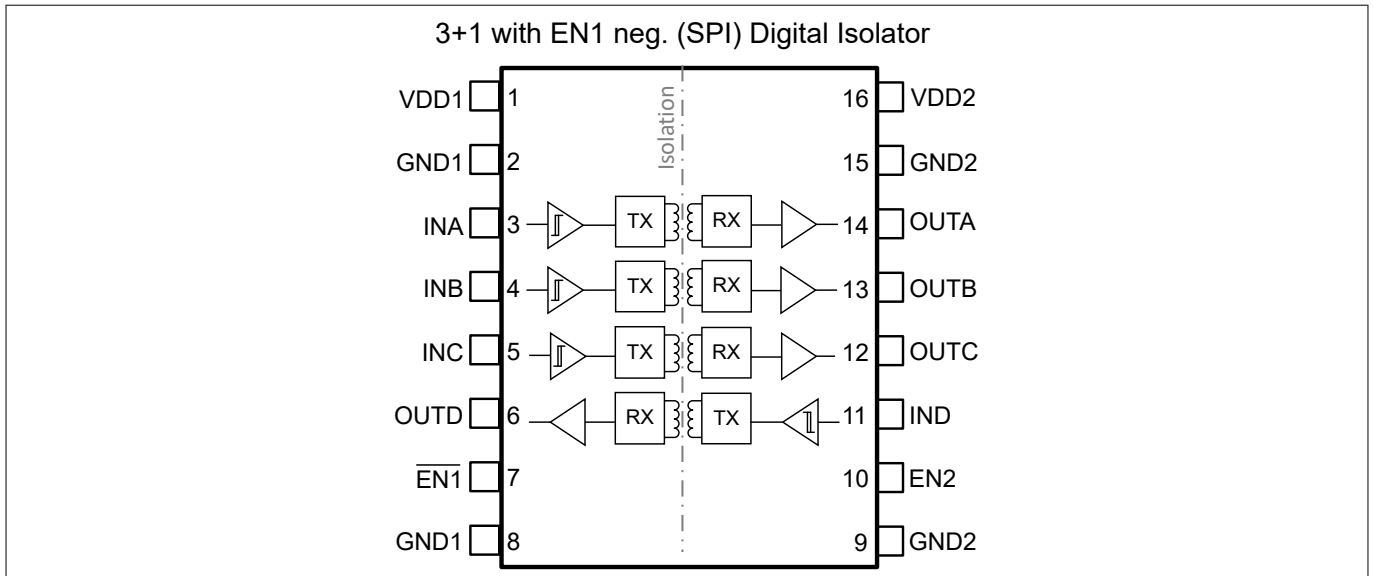 3+1 with EN1 neg. (SPI) Digital Isolator
VDD1 1 Isolation 16 VDD2
GND1 2 15 GND2
INA 3 TX RX 14 OUTA
INB 4 TX RX 13 OUTB
INC 5 TX RX 12 OUTC
OUTD 6 RX TX 11 IND
EN1 7 10 EN2
GND1 8 9 GND2